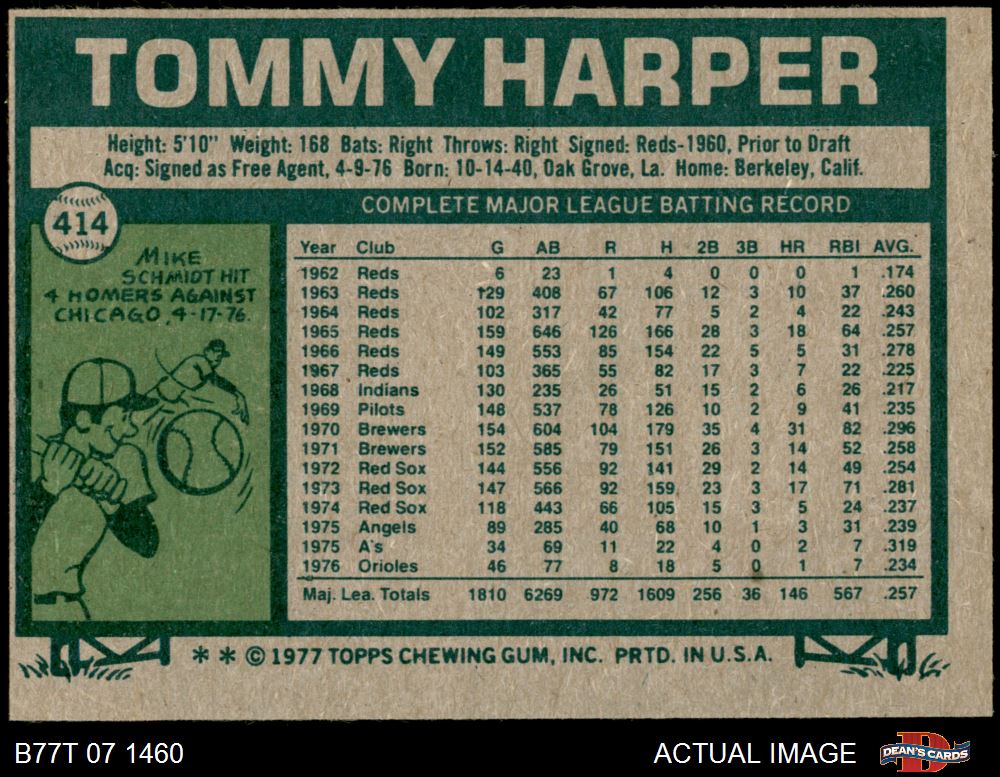 TOMMY HARPER
Height: 5'10" Weight: 168 Bats: Right Throws: Right Signed: Reds-1960, Prior to Draft
Acq: Signed as Free Agent, 4-9-76 Born: 10-14-40, Oak Grove, La. Home: Berkeley, Calif.
414
MIKE
SCHMIDT HIT
4 HOMERS AGAINST
CHICAGO, 4-17-76.
COMPLETE MAJOR LEAGUE BATTING RECORD
Year Club G AB R H 2B 3B HR RBI AVG.
1962 Reds 6 23 1 4 0 0 0 1 .174
1963 Reds 129 408 67 106 12 3 10 37 .260
1964 Reds 102 317 42 77 5 2 4 22 .243
1965 Reds 159 646 126 166 28 3 18 64 .257
1966 Reds 149 553 85 154 22 5 5 31 .278
1967 Reds 103 365 55 82 17 3 7 22 .225
1968 Indians 130 235 26 51 15 2 6 26 .217
1969 Pilots 148 537 78 126 10 2 9 41 .235
1970 Brewers 154 604 104 179 35 4 31 82 .296
1971 Brewers 152 585 79 151 26 3 14 52 .258
1972 Red Sox 144 556 92 141 29 2 14 49 .254
1973 Red Sox 147 566 92 159 23 3 17 71 .281
1974 Red Sox 118 443 66 105 15 3 5 24 .237
1975 Angels 89 285 40 68 10 1 3 31 .239
1975 A's 34 69 11 22 4 0 2 7 .319
1976 Orioles 46 77 8 18 5 0 1 7 .234
Maj. Lea. Totals 1810 6269 972 1609 256 36 146 567 .257
* * © 1977 TOPPS CHEWING GUM, INC. PRTD. IN U.S.A.
B77T 07 1460
ACTUAL IMAGE
DEAN'S CARDS